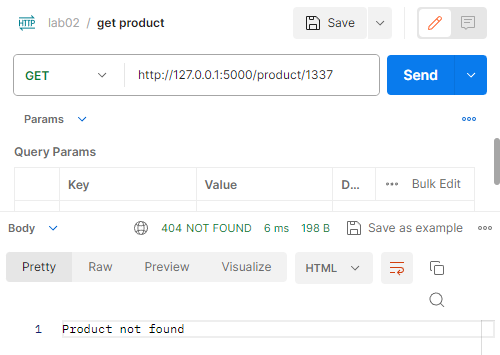 HTTP lab02 / get product Save
GET http://127.0.0.1:5000/product/1337 Send
Params
Query Params
Key Value D... Bulk Edit
Body 404 NOT FOUND 6 ms 198 B Save as example
Pretty Raw Preview Visualize HTML
1 Product not found